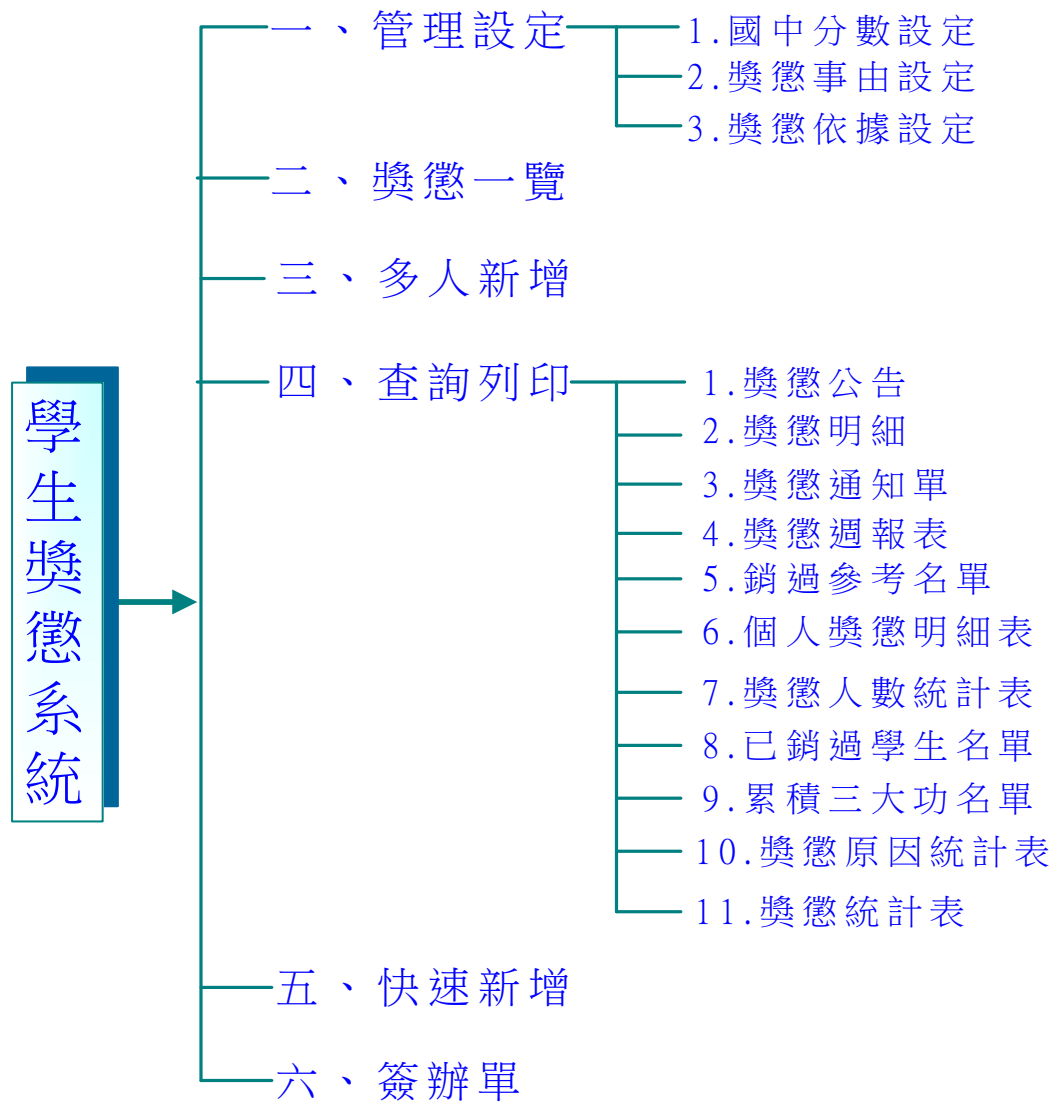 學生獎懲系統
一、管理設定
1.國中分數設定
2.獎懲事由設定
3.獎懲依據設定
二、獎懲一覽
三、多人新增
四、查詢列印
1.獎懲公告
2.獎懲明細
3.獎懲通知單
4.獎懲週報表
5.銷過參考名單
6.個人獎懲明細表
7.獎懲人數統計表
8.已銷過學生名單
9.累積三大功名單
10.獎懲原因統計表
11.獎懲統計表
五、快速新增
六、簽辦單